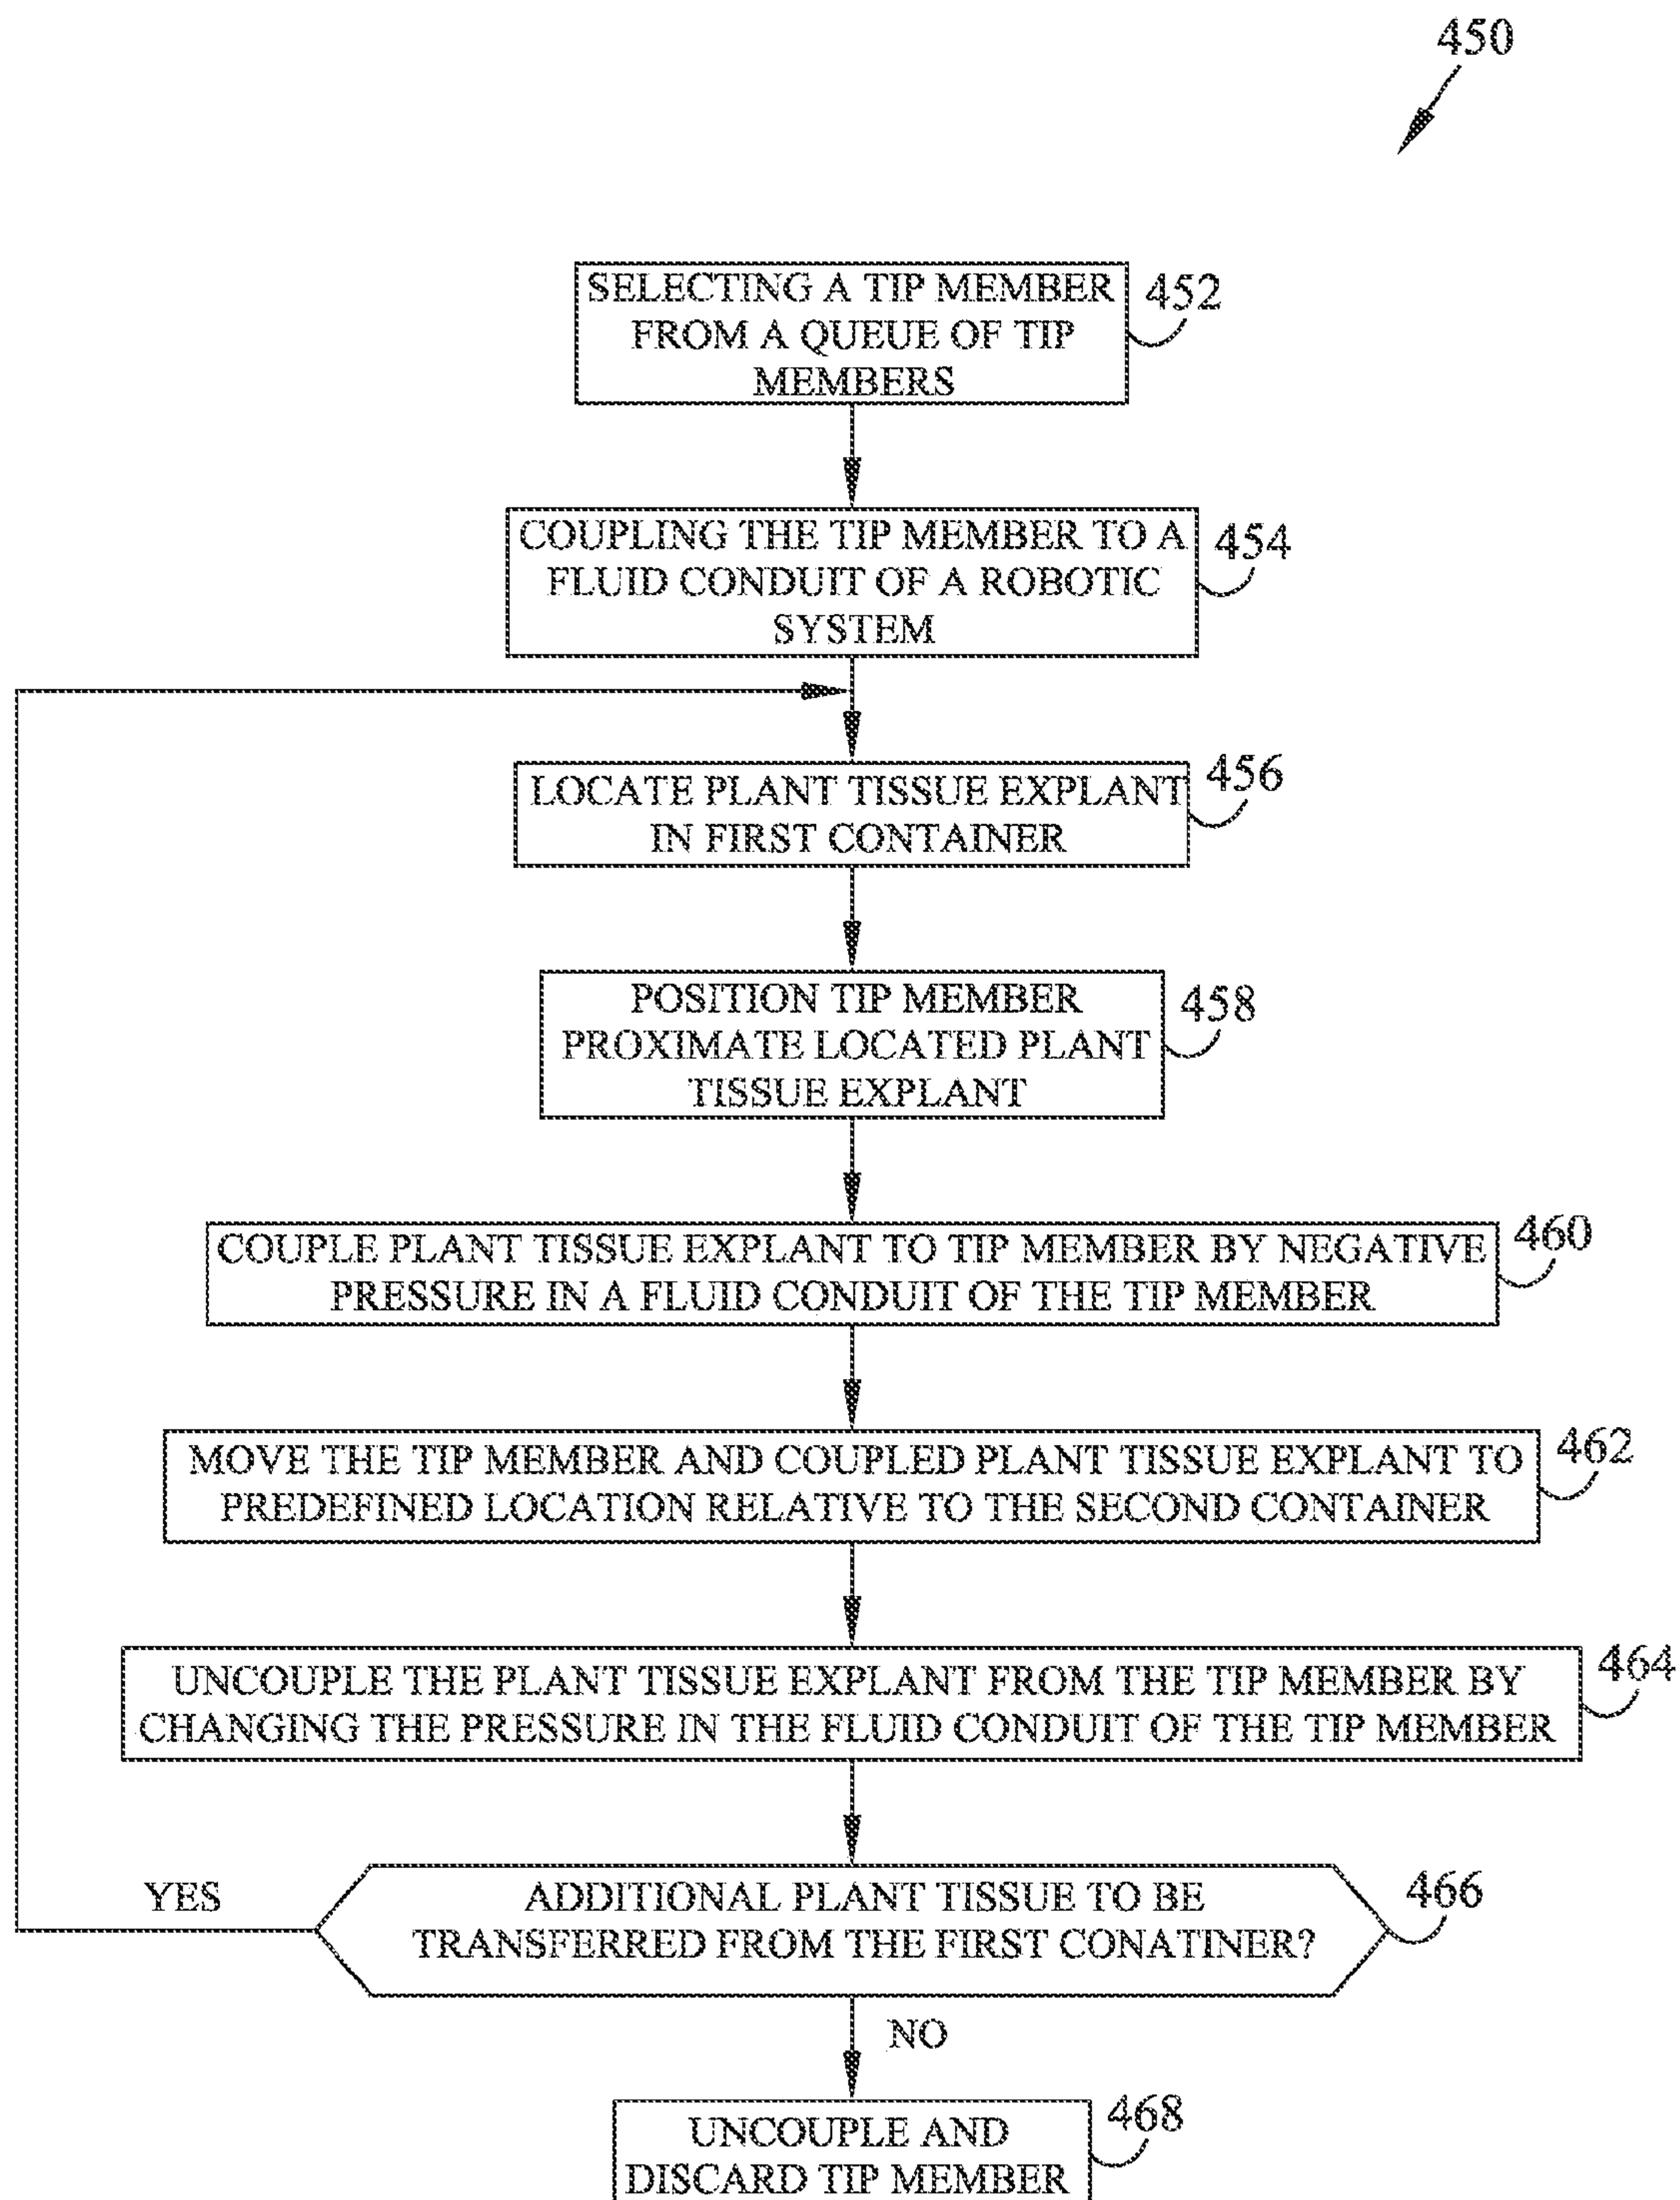 450
SELECTING A TIP MEMBER
FROM A QUEUE OF TIP
MEMBERS
452
COUPLING THE TIP MEMBER TO A
FLUID CONDUIT OF A ROBOTIC
SYSTEM
454
LOCATE PLANT TISSUE EXPLANT
IN FIRST CONTAINER
456
POSITION TIP MEMBER
PROXIMATE LOCATED PLANT
TISSUE EXPLANT
458
COUPLE PLANT TISSUE EXPLANT TO TIP MEMBER BY NEGATIVE
PRESSURE IN A FLUID CONDUIT OF THE TIP MEMBER
460
MOVE THE TIP MEMBER AND COUPLED PLANT TISSUE EXPLANT TO
PREDEFINED LOCATION RELATIVE TO THE SECOND CONTAINER
462
UNCOUPLE THE PLANT TISSUE EXPLANT FROM THE TIP MEMBER BY
CHANGING THE PRESSURE IN THE FLUID CONDUIT OF THE TIP MEMBER
464
YES
ADDITIONAL PLANT TISSUE TO BE
TRANSFERRED FROM THE FIRST CONATINER?
466
NO
UNCOUPLE AND
DISCARD TIP MEMBER
468